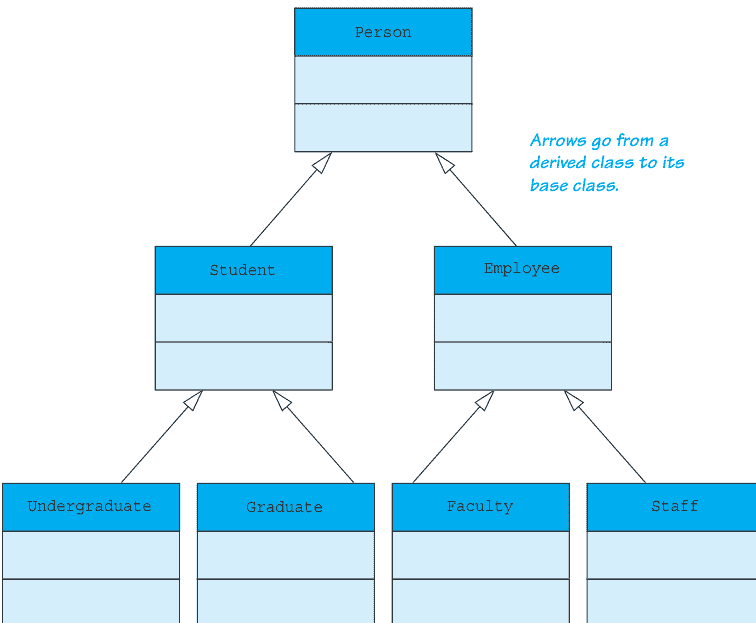 Person
Arrows go from a
derived class to its
base class.
Student
Employee
Undergraduate
Graduate
Faculty
Staff